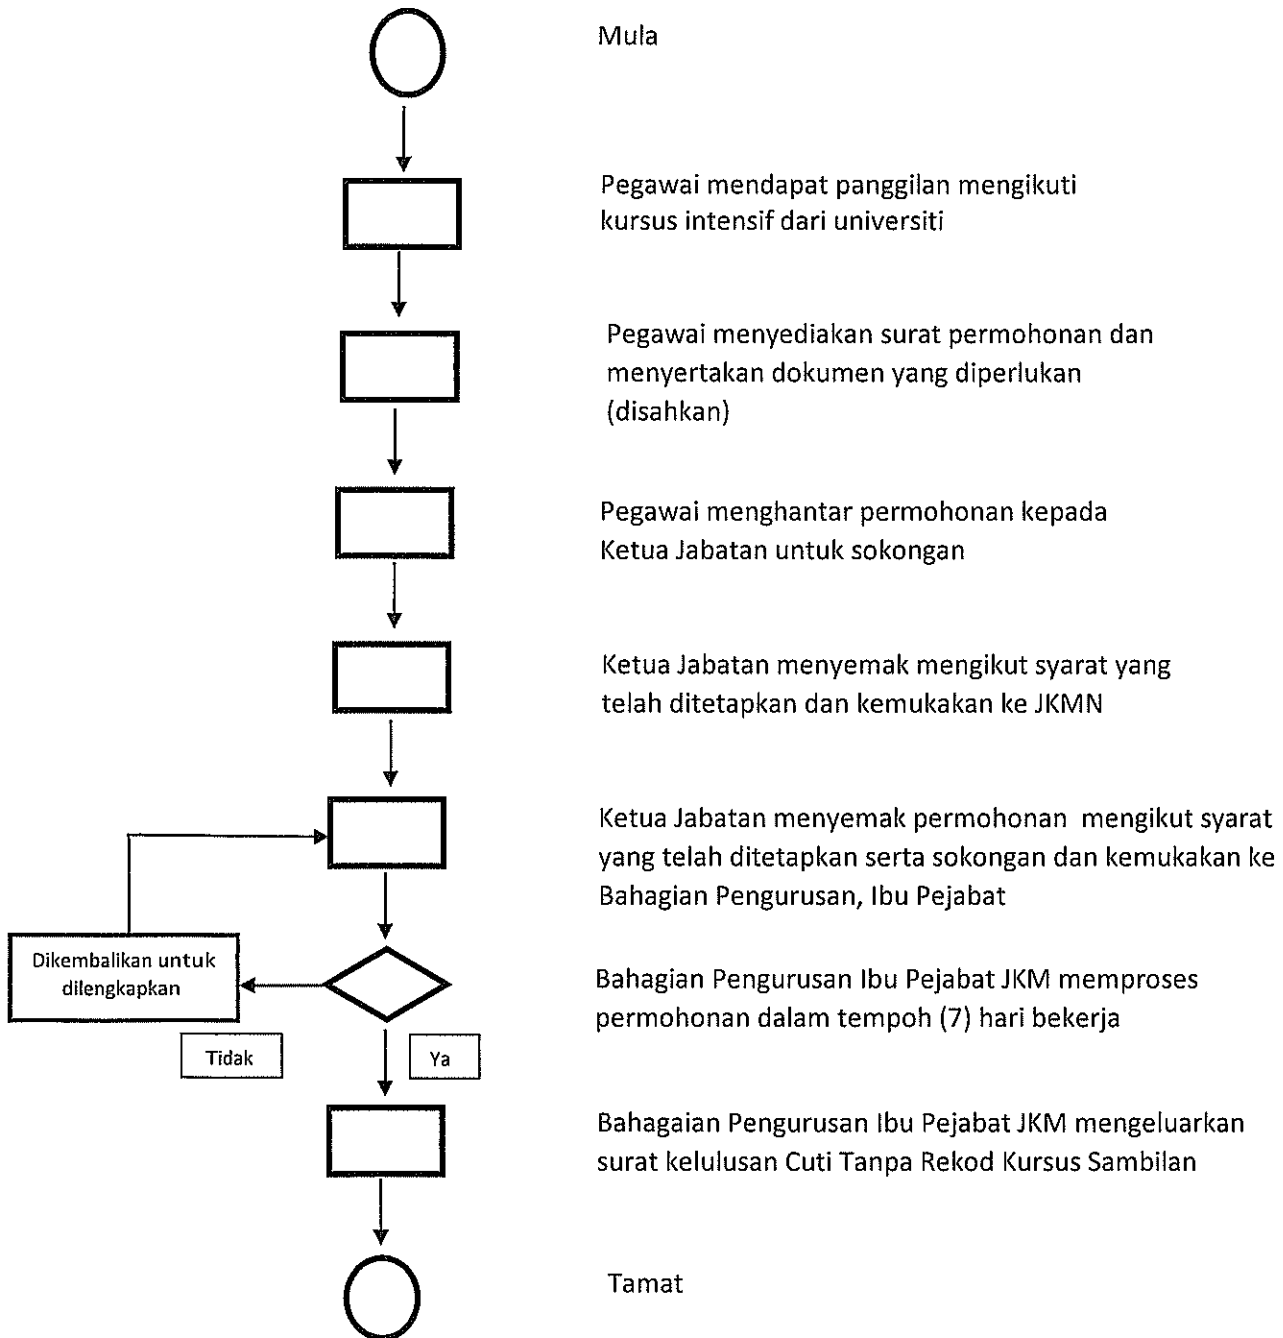 Mula
Pegawai mendapat panggilan mengikuti
kursus intensif dari universiti
Pegawai menyediakan surat permohonan dan
menyertakan dokumen yang diperlukan
(disahkan)
Pegawai menghantar permohonan kepada
Ketua Jabatan untuk sokongan
Ketua Jabatan menyemak mengikut syarat yang
telah ditetapkan dan kemukakan ke JKMN
Ketua Jabatan menyemak permohonan mengikut syarat
yang telah ditetapkan serta sokongan dan kemukakan ke
Bahagian Pengurusan, Ibu Pejabat
Dikembalikan untuk
dilengkapkan
Bahagian Pengurusan Ibu Pejabat JKM memproses
permohonan dalam tempoh (7) hari bekerja
Tidak
Ya
Bahagaian Pengurusan Ibu Pejabat JKM mengeluarkan
surat kelulusan Cuti Tanpa Rekod Kursus Sambilan
Tamat